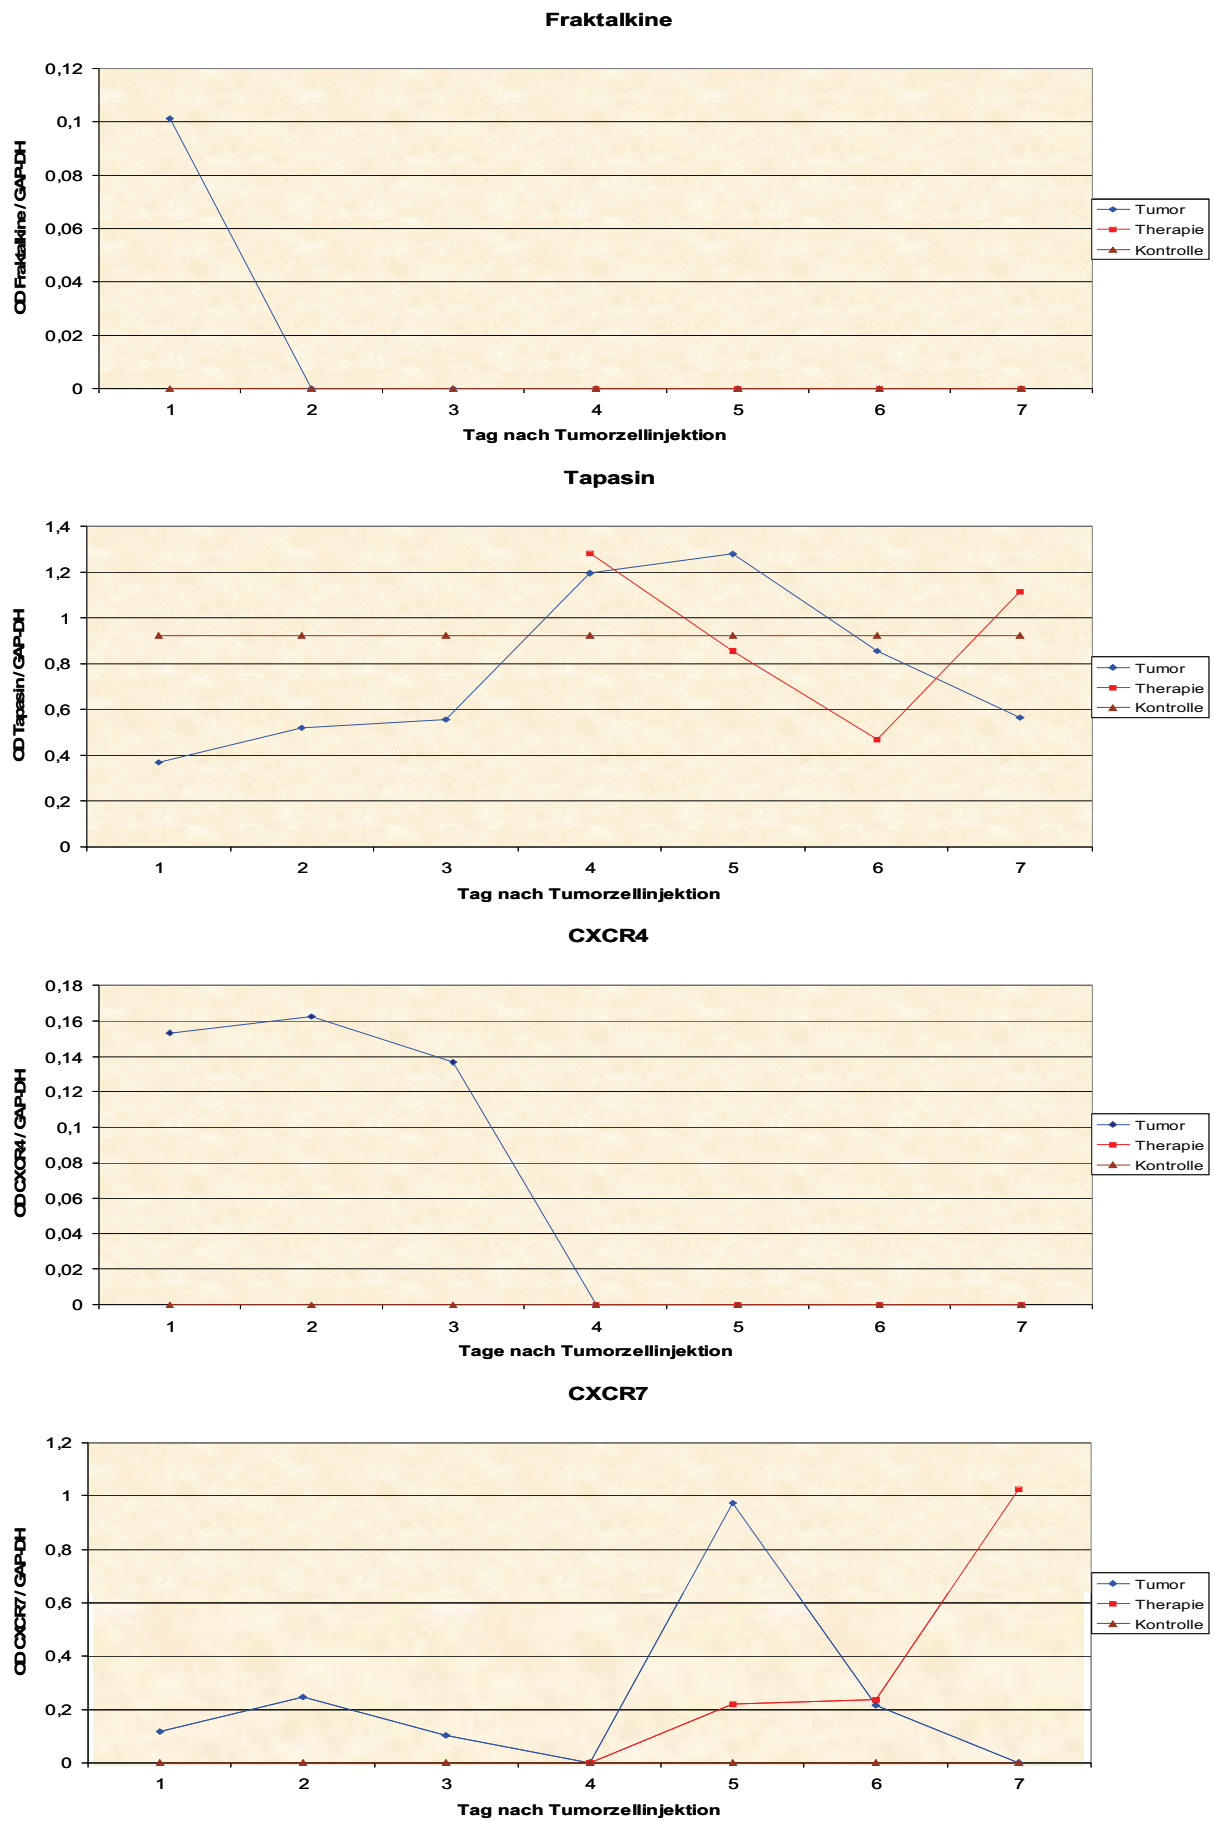 Fraktalkine
0,12
0,1
0,08
0,06
0,04
0,02
0
OD Fraktalkine / GAP-DH
1 2 3 4 5 6 7
Tag nach Tumorzellinjektion
Tumor
Therapie
Kontrolle
Tapasin
1,4
1,2
1
0,8
0,6
0,4
0,2
0
OD Tapasin / GAP-DH
1 2 3 4 5 6 7
Tag nach Tumorzellinjektion
Tumor
Therapie
Kontrolle
CXCR4
0,18
0,16
0,14
0,12
0,1
0,08
0,06
0,04
0,02
0
OD CXCR4 / GAP-DH
1 2 3 4 5 6 7
Tage nach Tumorzellinjektion
Tumor
Therapie
Kontrolle
CXCR7
1,2
1
0,8
0,6
0,4
0,2
0
OD CXCR7 / GAP-DH
1 2 3 4 5 6 7
Tag nach Tumorzellinjektion
Tumor
Therapie
Kontrolle